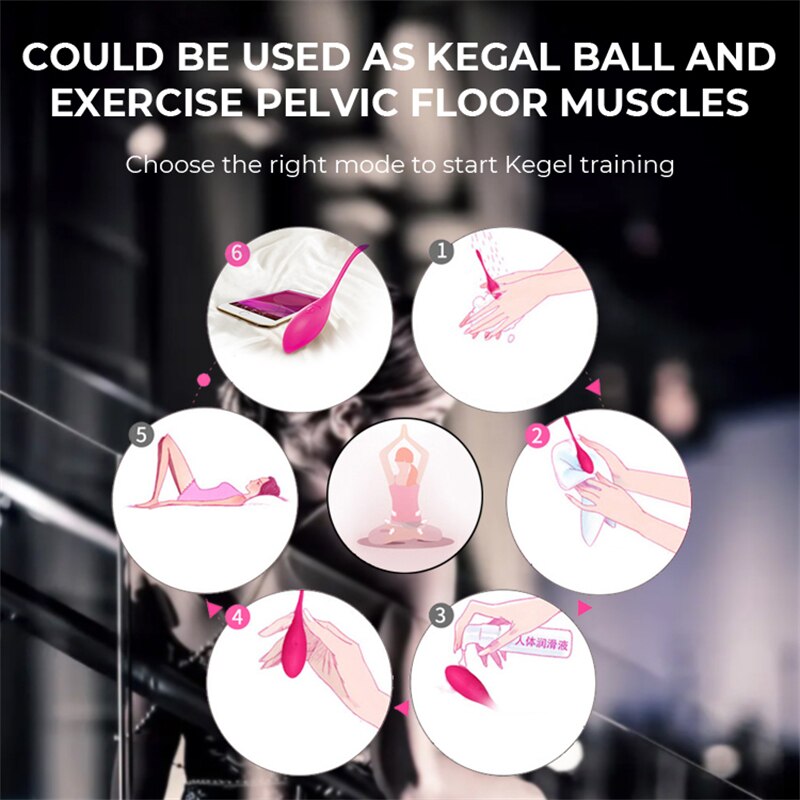 COULD BE USED AS KEGAL BALL AND
EXERCISE PELVIC FLOOR MUSCLES
Choose the right mode to start Kegel training
6
1
5
2
4
3
人体润滑液